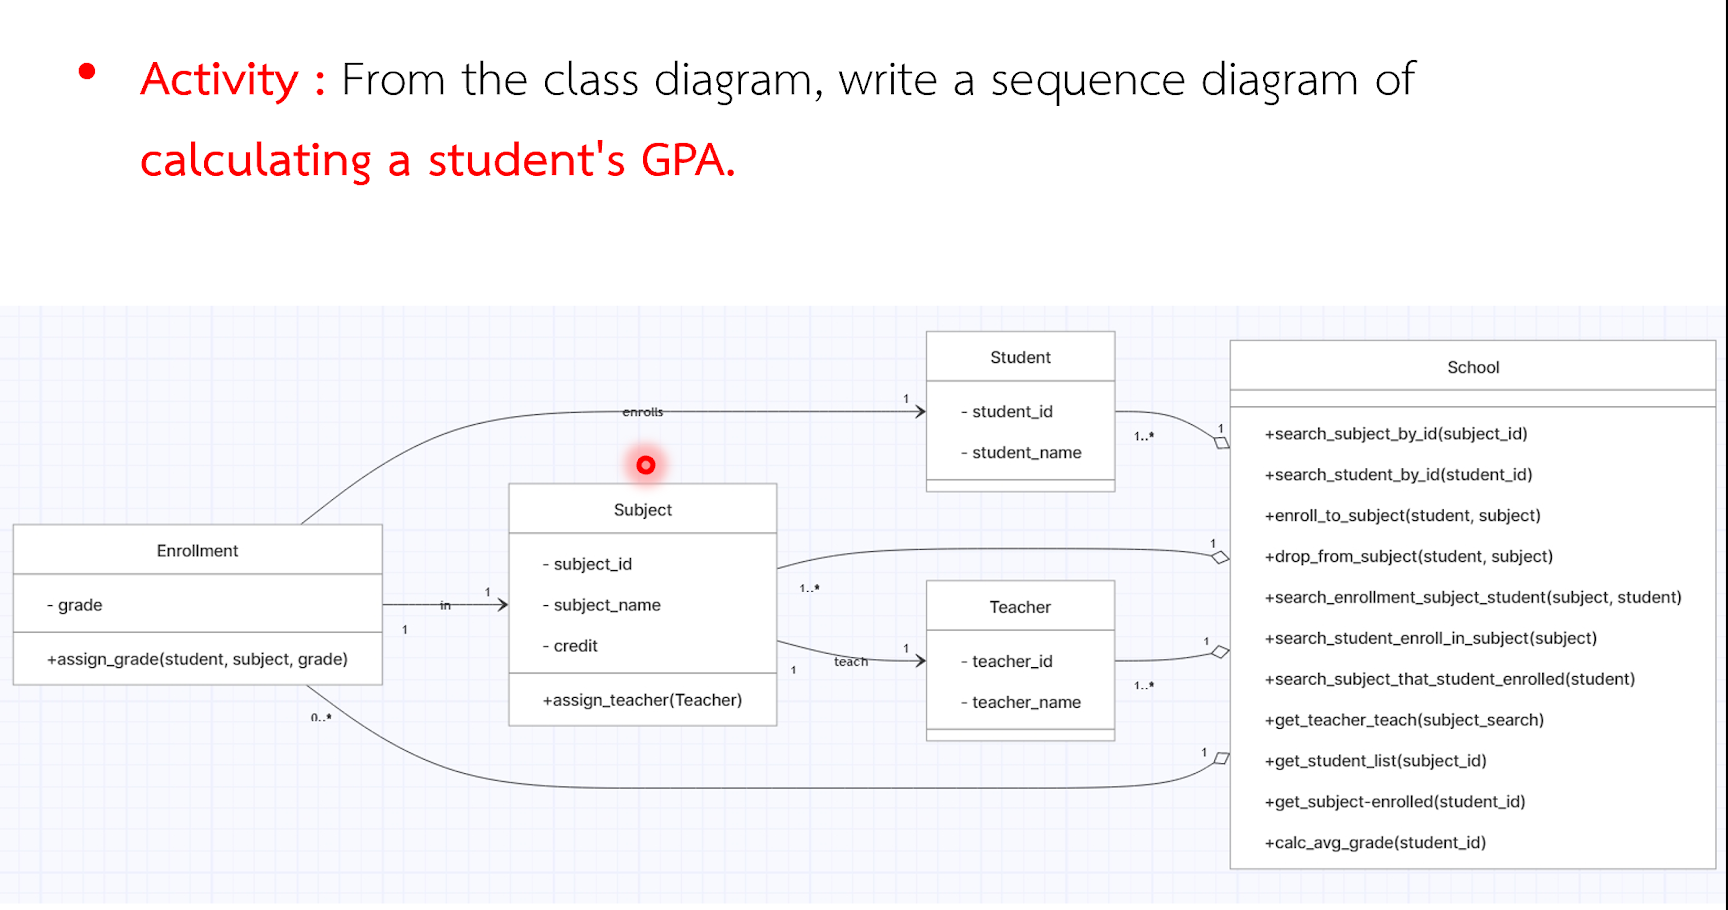 • Activity : From the class diagram, write a sequence diagram of
calculating a student's GPA.
Student
- student_id
- student_name
School
+search_subject_by_id(subject_id)
+search_student_by_id(student_id)
+enroll_to_subject(student, subject)
+drop_from_subject(student, subject)
+search_enrollment_subject_student(subject, student)
+search_student_enroll_in_subject(subject)
+search_subject_that_student_enrolled(student)
+get_teacher_teach(subject_search)
+get_student_list(subject_id)
+get_subject-enrolled(student_id)
+calc_avg_grade(student_id)
enrolls
1
1..*
1
Subject
- subject_id
- subject_name
- credit
+assign_teacher(Teacher)
Enrollment
- grade
+assign_grade(student, subject, grade)
in
1
1
1..*
1
Teacher
- teacher_id
- teacher_name
teach
1
1
1..*
1
0..*
1